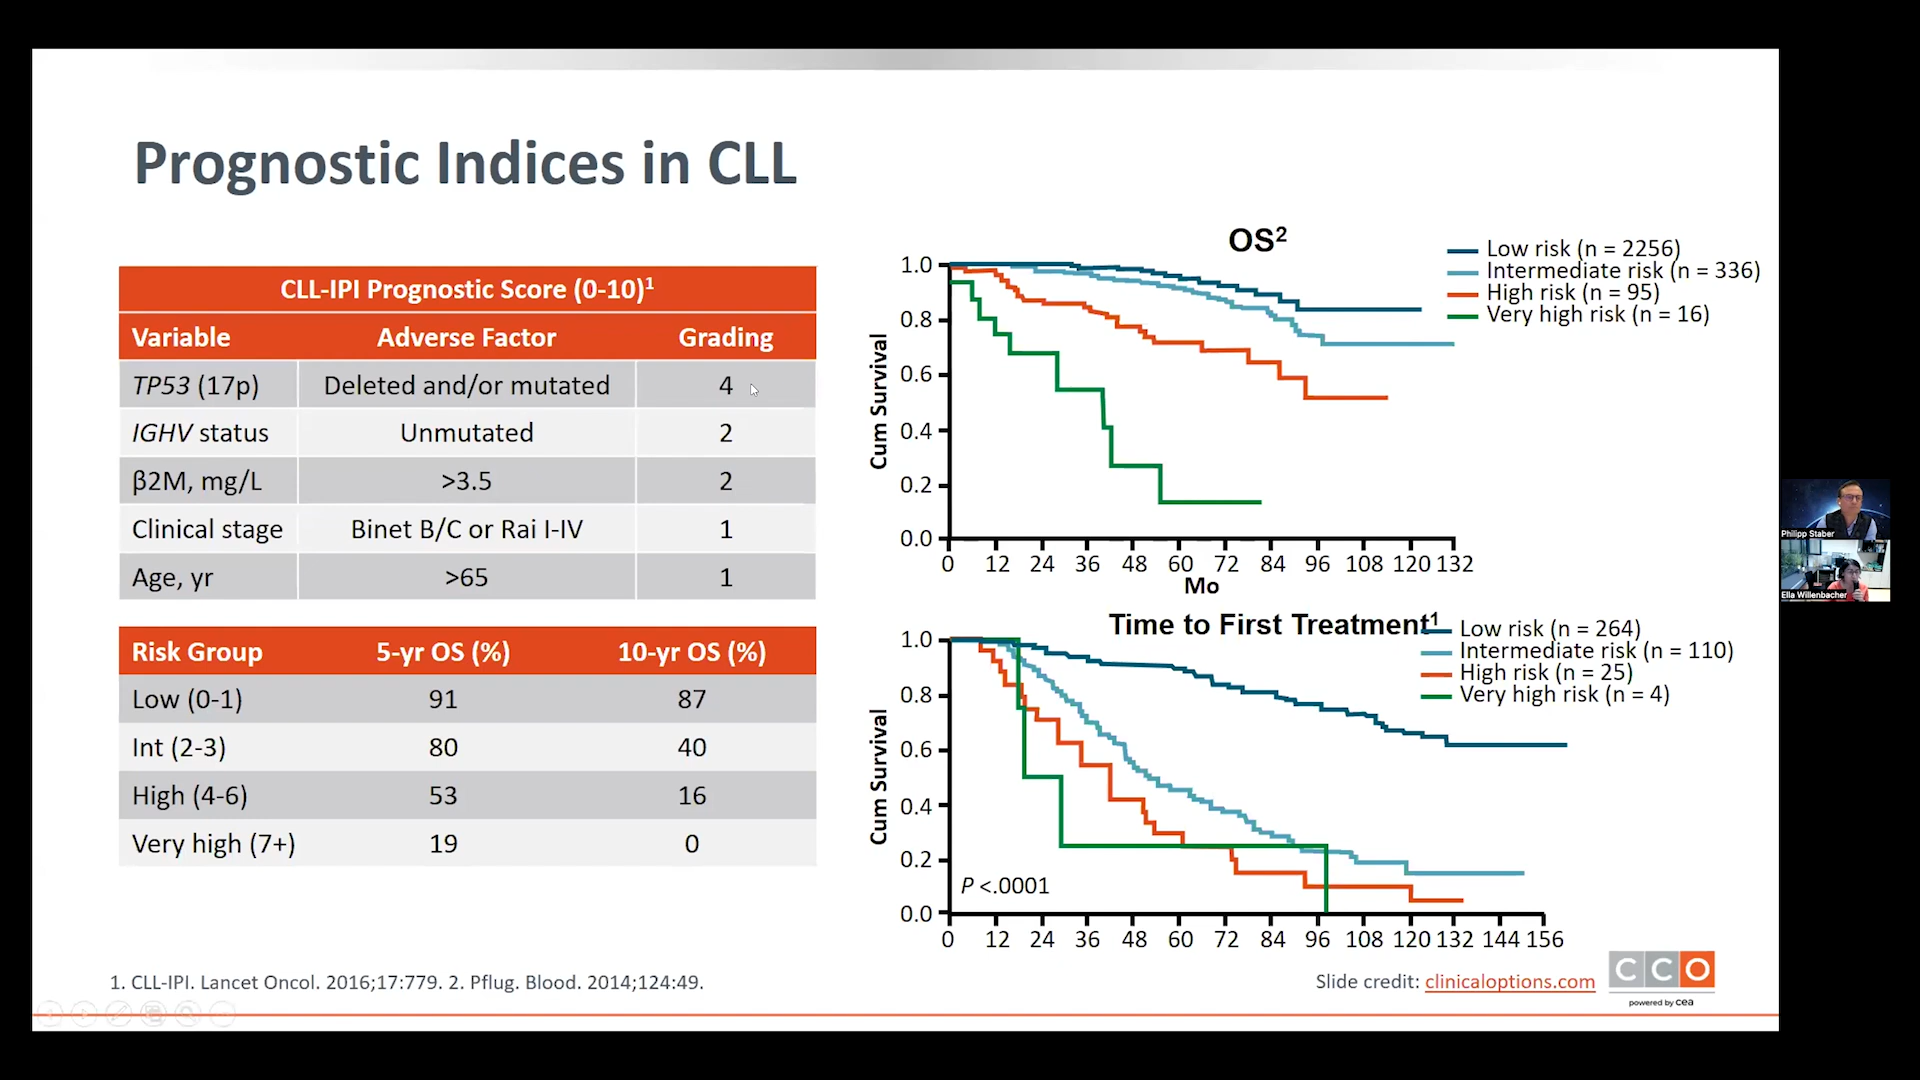 Prognostic Indices in CLL
CLL-IPI Prognostic Score (0-10)1
Variable Adverse Factor Grading
TP53 (17p) Deleted and/or mutated 4
IGHV status Unmutated 2
β2M, mg/L >3.5 2
Clinical stage Binet B/C or Rai I-IV 1
Age, yr >65 1
Risk Group 5-yr OS (%) 10-yr OS (%)
Low (0-1) 91 87
Int (2-3) 80 40
High (4-6) 53 16
Very high (7+) 19 0
OS2
Low risk (n = 2256)
Intermediate risk (n = 336)
High risk (n = 95)
Very high risk (n = 16)
Cum Survival
1.0
0.8
0.6
0.4
0.2
0.0
0 12 24 36 48 60 72 84 96 108 120 132
Mo
Time to First Treatment1
Low risk (n = 264)
Intermediate risk (n = 110)
High risk (n = 25)
Very high risk (n = 4)
Cum Survival
1.0
0.8
0.6
0.4
0.2
0.0
P <.0001
0 12 24 36 48 60 72 84 96 108 120 132 144 156
1. CLL-IPI. Lancet Oncol. 2016;17:779. 2. Pflug. Blood. 2014;124:49.
Slide credit: clinicaloptions.com
CCO
powered by cea
Philipp Staber
Ella Willenbacher